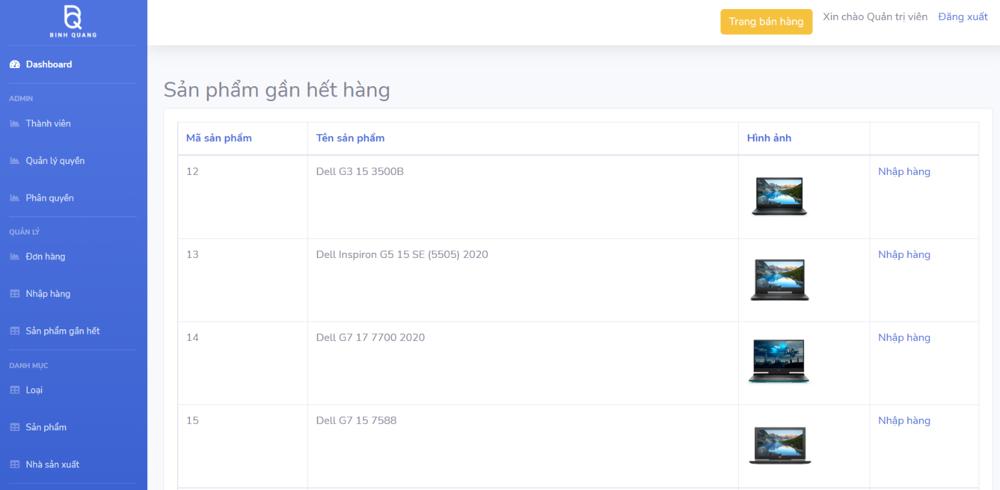 BINH QUANG
Trang bán hàng
Xin chào Quản trị viên
Đăng xuất
Dashboard
ADMIN
Thành viên
Quản lý quyền
Phân quyền
QUẢN LÝ
Đơn hàng
Nhập hàng
Sản phẩm gần hết
DANH MỤC
Loại
Sản phẩm
Nhà sản xuất
Sản phẩm gần hết hàng
Mã sản phẩm Tên sản phẩm Hình ảnh
12 Dell G3 15 3500B Nhập hàng
13 Dell Inspiron G5 15 SE (5505) 2020 Nhập hàng
14 Dell G7 17 7700 2020 Nhập hàng
15 Dell G7 15 7588 Nhập hàng